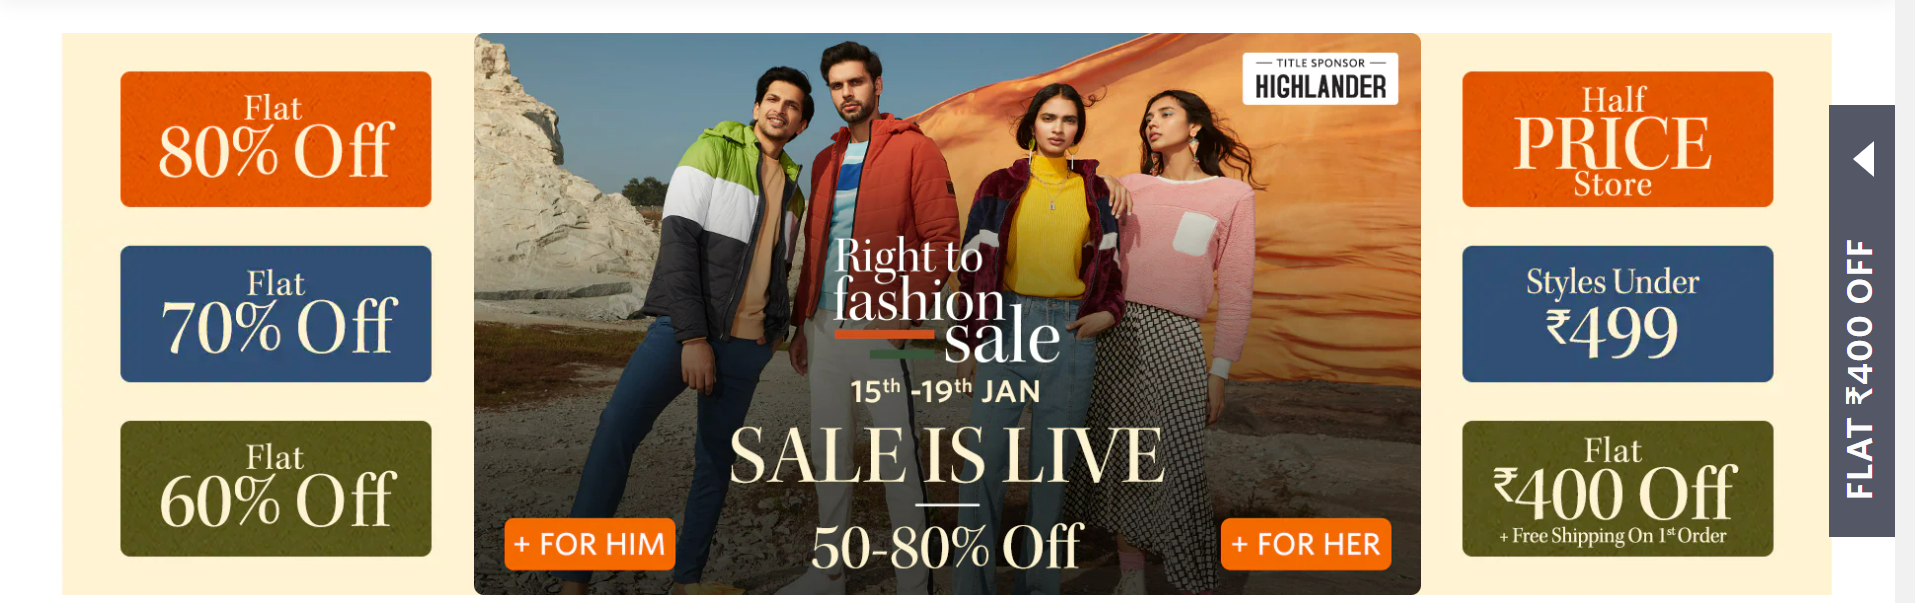 Flat
80% Off
Flat
70% Off
Flat
60% Off
TITLE SPONSOR
HIGHLANDER
Right to
fashion
sale
15th -19th JAN
SALE IS LIVE
50-80% Off
+ FOR HIM
+ FOR HER
Half
PRICE
Store
Styles Under
₹499
Flat
₹400 Off
+ Free Shipping On 1st Order
FLAT ₹400 OFF